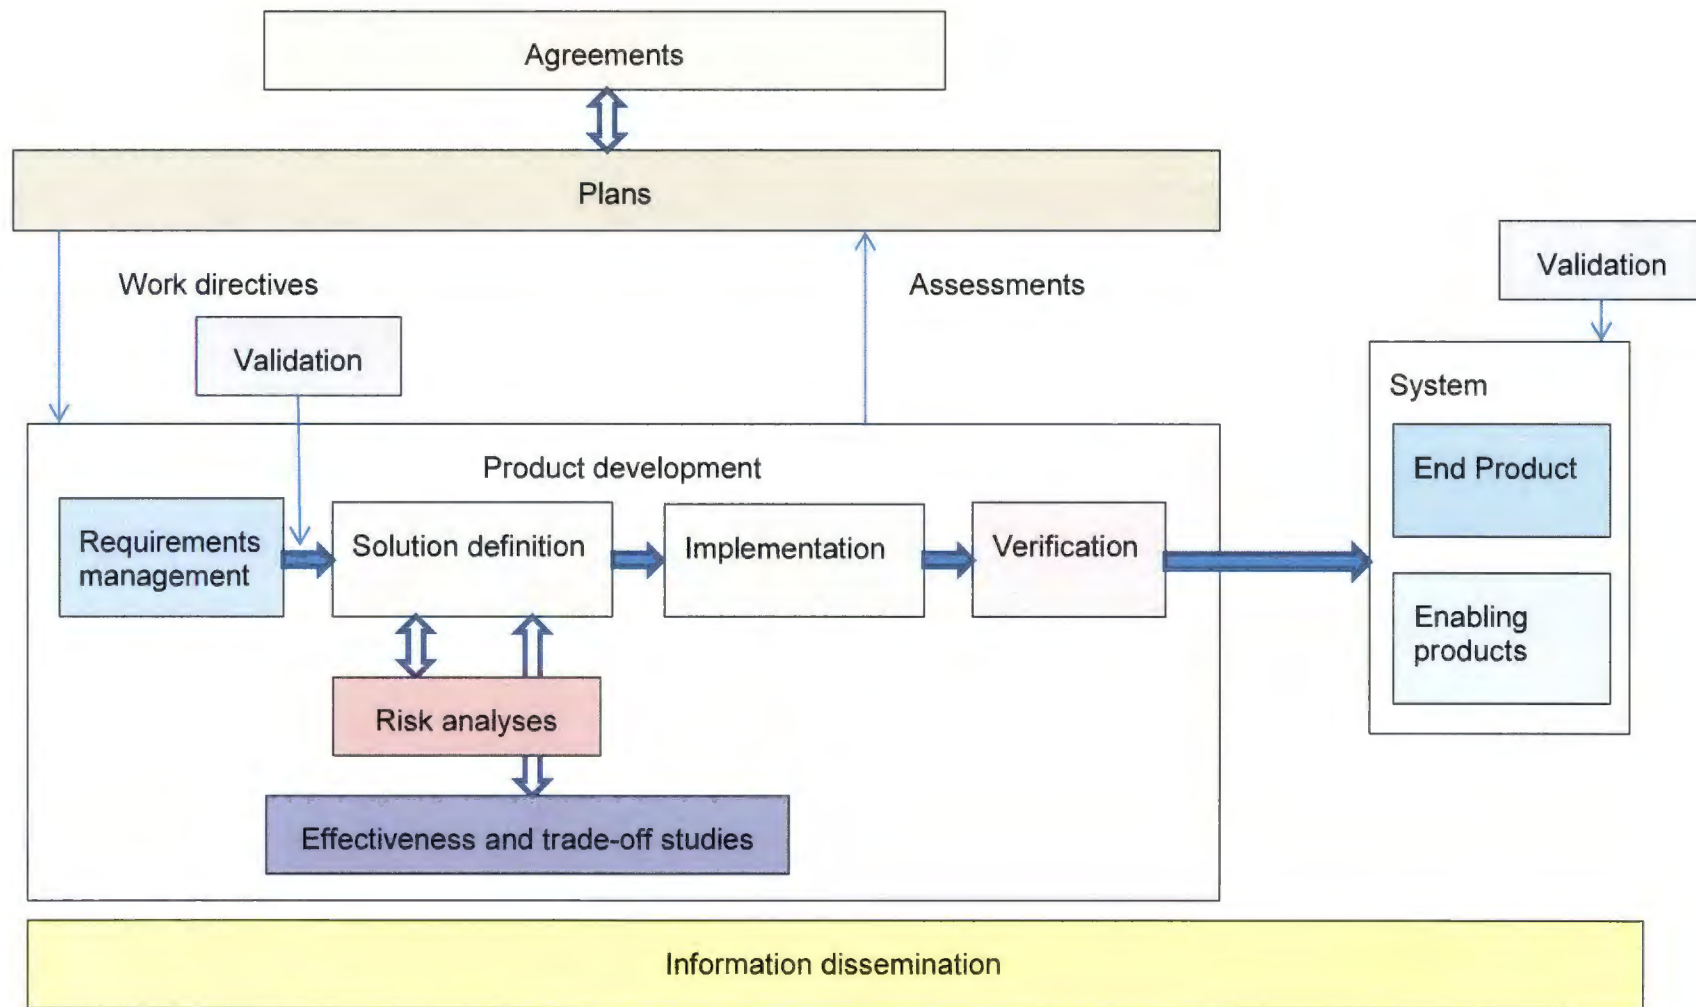 Agreements
Plans
Work directives
Assessments
Validation
Validation
System
Product development
End Product
Requirements
management
Solution definition
Implementation
Verification
Enabling
products
Risk analyses
Effectiveness and trade-off studies
Information dissemination